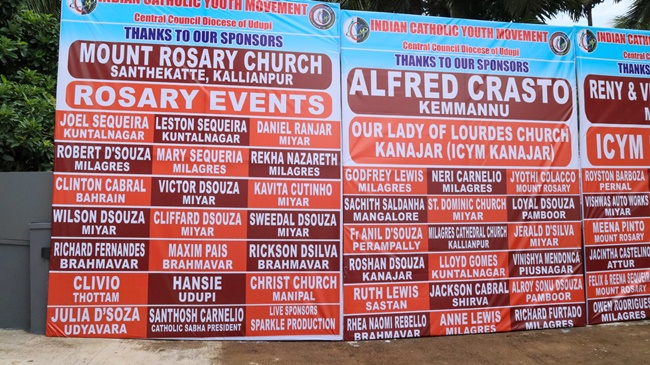 INDIAN CATHOLIC YOUTH MOVEMENT
Central Council Diocese of Udupi
THANKS TO OUR SPONSORS
MOUNT ROSARY CHURCH
SANTHEKATTE, KALLIANPUR
ROSARY EVENTS
JOEL SEQUEIRA
KUNTALNAGAR
LESTON SEQUEIRA
KUNTALNAGAR
DANIEL RANJAR
MIYAR
ROBERT D'SOUZA
MILAGRES
MARY SEQUERIA
MILAGRES
REKHA NAZARETH
MILAGRES
CLINTON CABRAL
BAHRAIN
VICTOR DSOUZA
MIYAR
KAVITA CUTINHO
MIYAR
WILSON DSOUZA
MIYAR
CLIFFARD DSOUZA
MIYAR
SWEEDAL DSOUZA
MIYAR
RICHARD FERNANDES
BRAHMAVAR
MAXIM PAIS
BRAHMAVAR
RICKSON DSILVA
BRAHMAVAR
CLIVIO
THOTTAM
HANSIE
UDUPI
CHRIST CHURCH
MANIPAL
JULIA D'SOZA
UDYAVARA
SANTHOSH CARNELIO
CATHOLIC SABHA PRESIDENT
LIVE SPONSORS
SPARKLE PRODUCTION
INDIAN CATHOLIC YOUTH MOVEMENT
Central Council Diocese of Udupi
THANKS TO OUR SPONSORS
ALFRED CRASTO
KEMMANNU
OUR LADY OF LOURDES CHURCH
KANAJAR (ICYM KANAJAR)
GODFREY LEWIS
MILAGRES
NERI CARNELIO
MILAGRES
JYOTHI COLACCO
MOUNT ROSARY
SACHITH SALDANHA
MANGALORE
ST. DOMINIC CHURCH
MIYAR
LOYAL DSOUZA
PAMBOOR
Fr ANIL D'SOUZA
PERAMPALLY
MILAGRES CATHEDRAL CHURCH
KALLIANPUR
JERALD D'SILVA
MIYAR
ROSHAN DSOUZA
KANAJAR
LLOYD GOMES
KUNTALNAGAR
VINISHYA MENDONCA
PIUSNAGAR
RUTH LEWIS
SASTAN
JACKSON CABRAL
SHIRVA
ALROY SONU DSOUZA
PAMBOOR
RHEA NAOMI REBELLO
BRAHMAVAR
ANNE LEWIS
MILAGRES
RICHARD FURTADO
MILAGRES
INDIAN CATH
Central
THANKS
RENY & V
ICYM
ROYSTON BARBOZA
PERNAL
VISHWAS AUTO WORKS
MIYAR
MEENA PINTO
MOUNT ROSARY
JACINTHA CASTELINO
ATTUR
FELIX & REENA SEQUEIRA
MOUNT ROSARY
OWEN RODRIGUES
MILAGRES